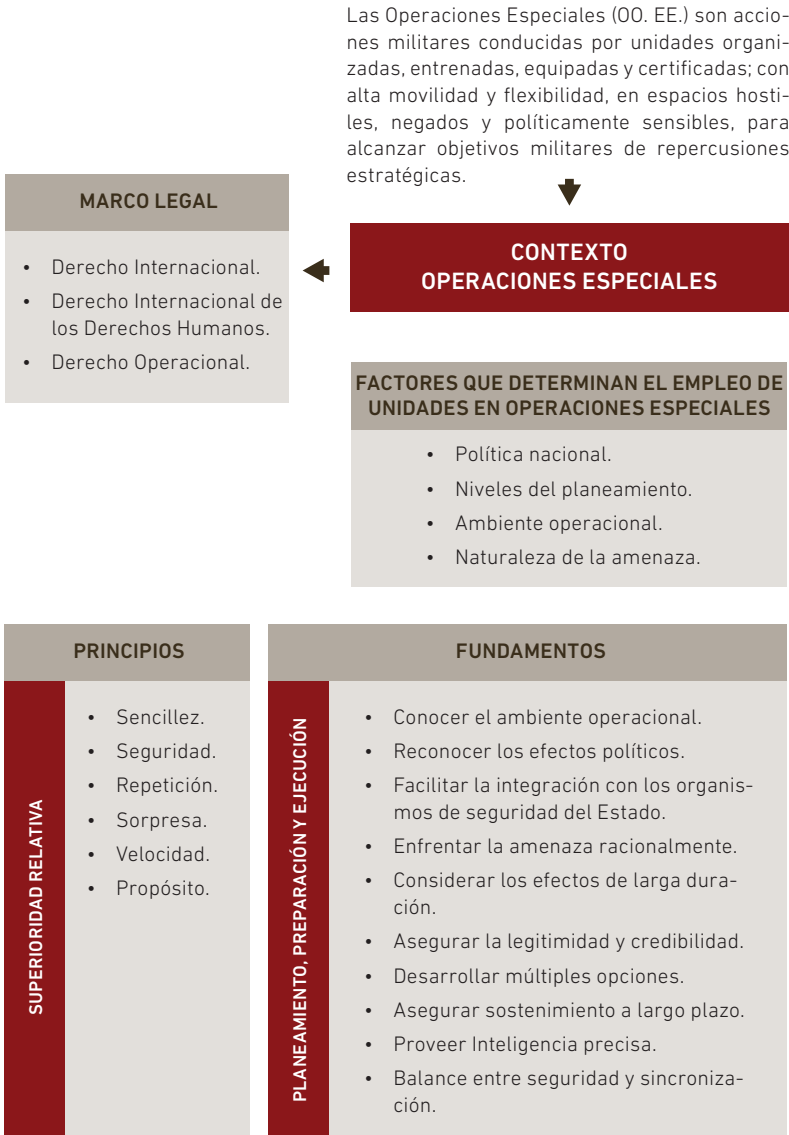 Las Operaciones Especiales (OO. EE.) son accio-
nes militares conducidas por unidades organi-
zadas, entrenadas, equipadas y certificadas; con
alta movilidad y flexibilidad, en espacios hosti-
les, negados y políticamente sensibles, para
alcanzar objetivos militares de repercusiones
estratégicas.
CONTEXTO
OPERACIONES ESPECIALES
MARCO LEGAL
• Derecho Internacional.
• Derecho Internacional de
los Derechos Humanos.
• Derecho Operacional.
FACTORES QUE DETERMINAN EL EMPLEO DE
UNIDADES EN OPERACIONES ESPECIALES
• Política nacional.
• Niveles del planeamiento.
• Ambiente operacional.
• Naturaleza de la amenaza.
PRINCIPIOS
SUPERIORIDAD RELATIVA
• Sencillez.
• Seguridad.
• Repetición.
• Sorpresa.
• Velocidad.
• Propósito.
FUNDAMENTOS
PLANEAMIENTO, PREPARACIÓN Y EJECUCIÓN
• Conocer el ambiente operacional.
• Reconocer los efectos políticos.
• Facilitar la integración con los organis-
mos de seguridad del Estado.
• Enfrentar la amenaza racionalmente.
• Considerar los efectos de larga dura-
ción.
• Asegurar la legitimidad y credibilidad.
• Desarrollar múltiples opciones.
• Asegurar sostenimiento a largo plazo.
• Proveer Inteligencia precisa.
• Balance entre seguridad y sincroniza-
ción.